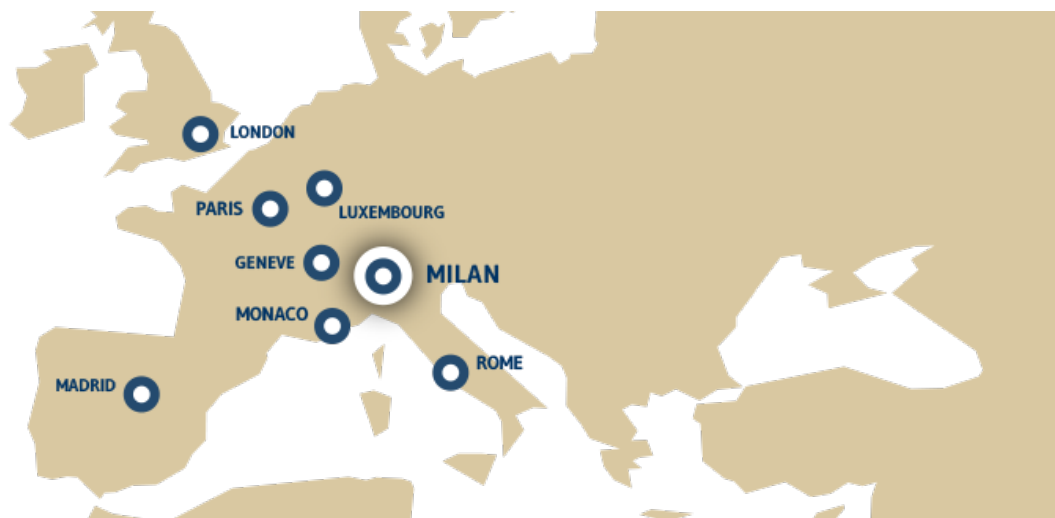 LONDON
PARIS
LUXEMBOURG
GENEVE
MILAN
MONACO
ROME
MADRID